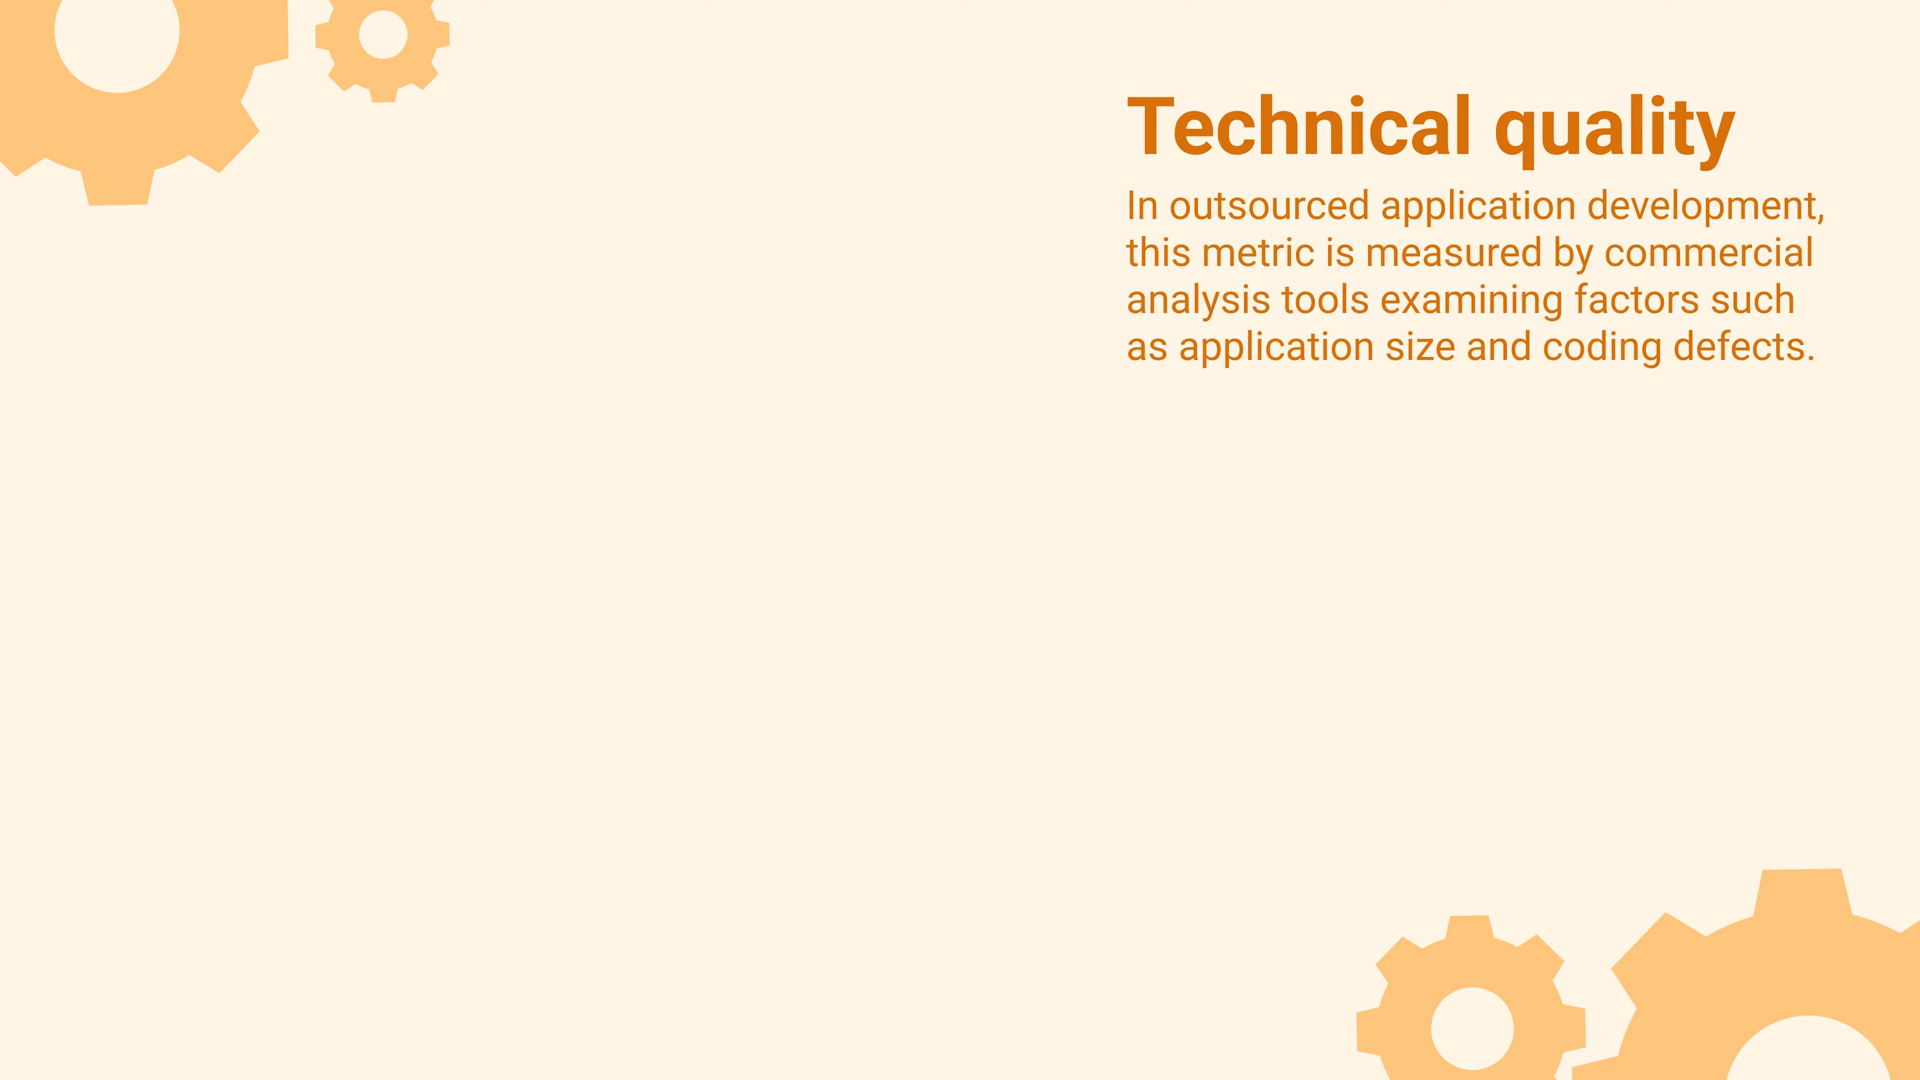 Technical quality
In outsourced application development,
this metric is measured by commercial
analysis tools examining factors such
as application size and coding defects.